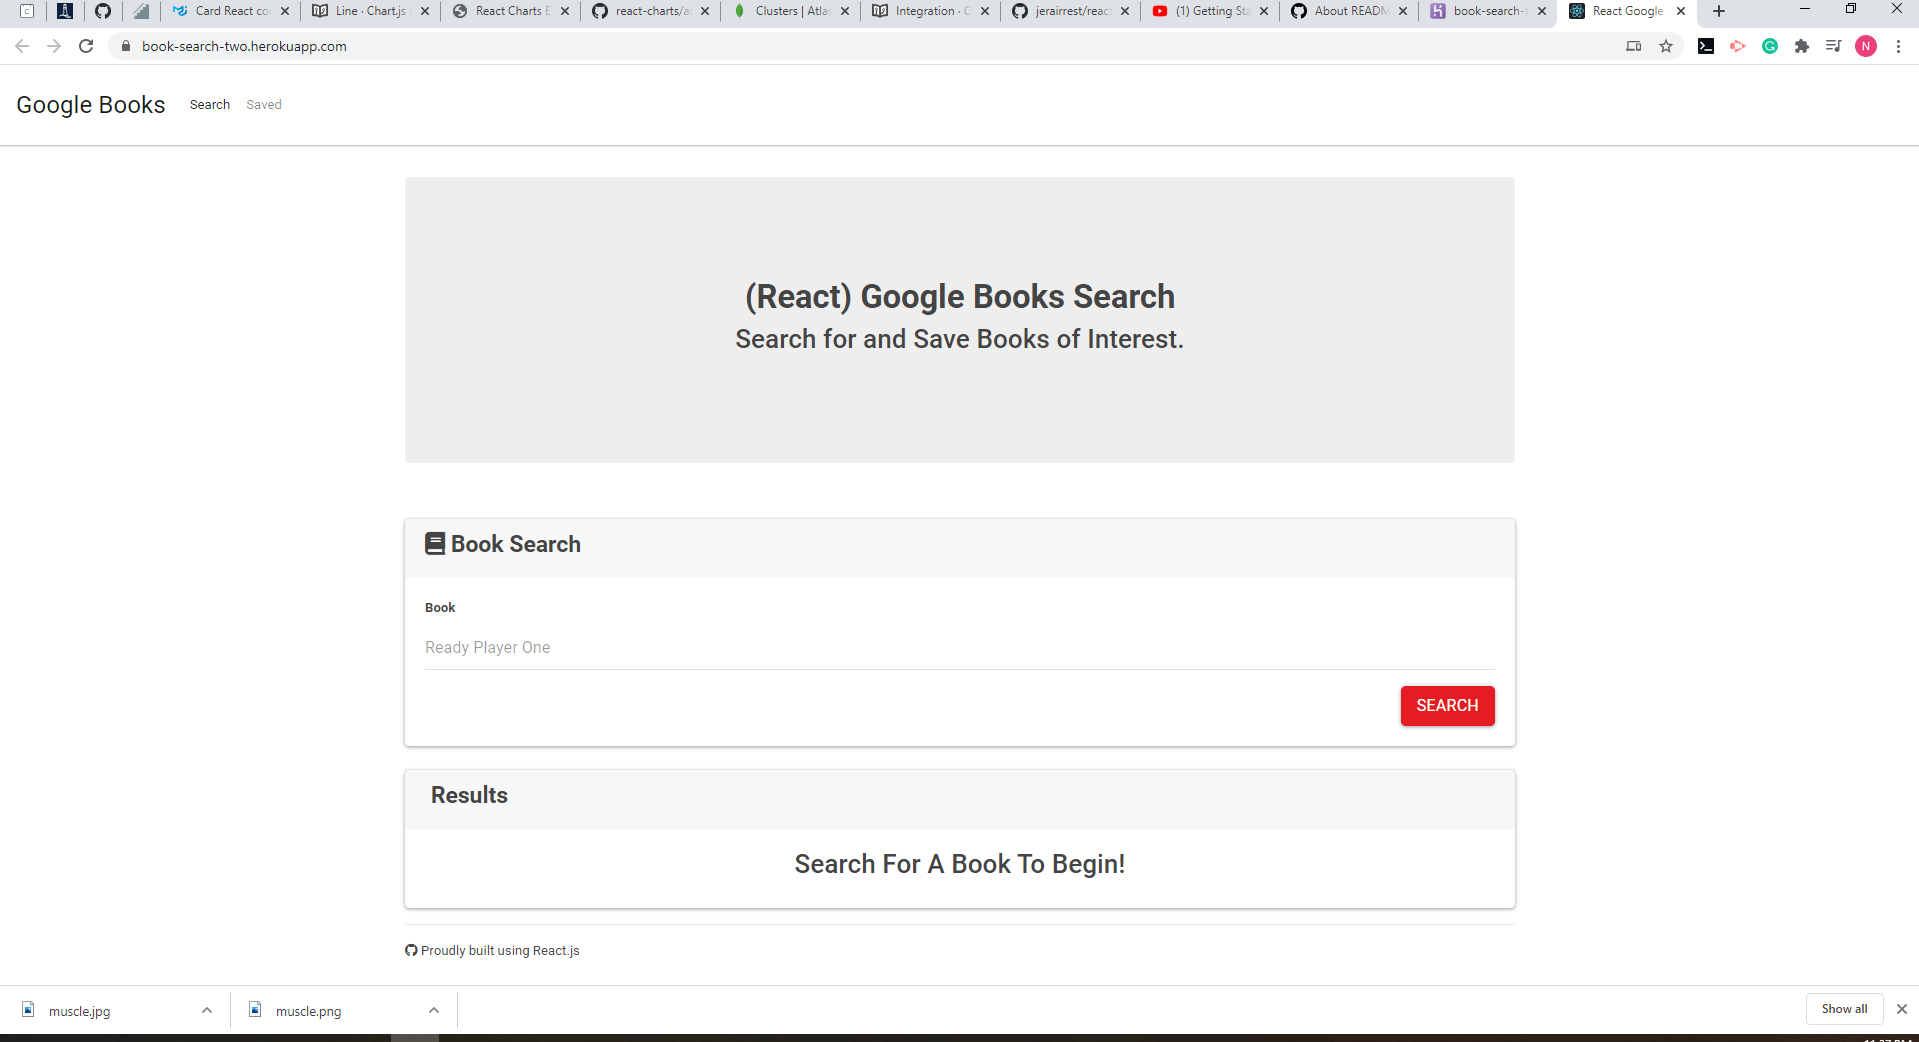 Card React co
Line · Chart.js
React Charts E
react-charts/a
Clusters | Atlas
Integration · C
jerairrest/react
(1) Getting Sta
About README
book-search-t
React Google
book-search-two.herokuapp.com
N
Google Books Search Saved
(React) Google Books Search
Search for and Save Books of Interest.
Book Search
Book
Ready Player One
SEARCH
Results
Search For A Book To Begin!
Proudly built using React.js
muscle.jpg
muscle.png
Show all